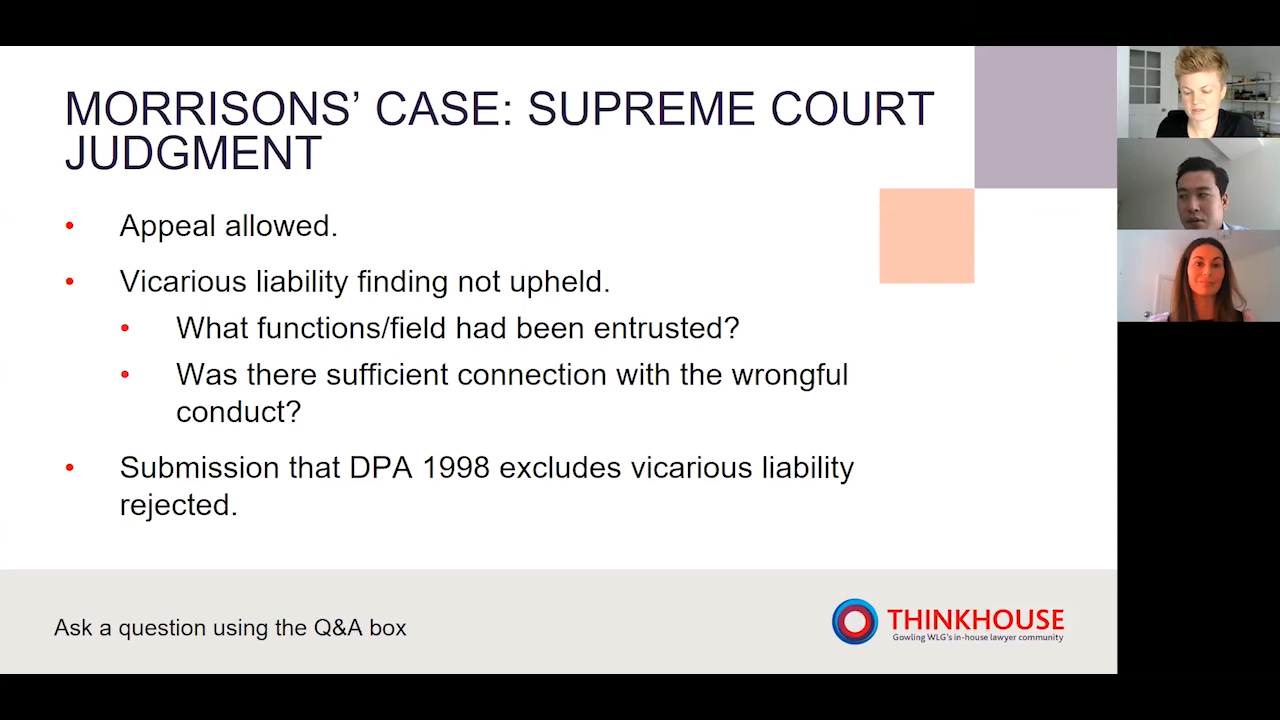 MORRISONS’ CASE: SUPREME COURT
JUDGMENT
• Appeal allowed.
• Vicarious liability finding not upheld.
• What functions/field had been entrusted?
• Was there sufficient connection with the wrongful
conduct?
• Submission that DPA 1998 excludes vicarious liability
rejected.
Ask a question using the Q&A box
THINKHOUSE
Gowling WLG's in-house lawyer community